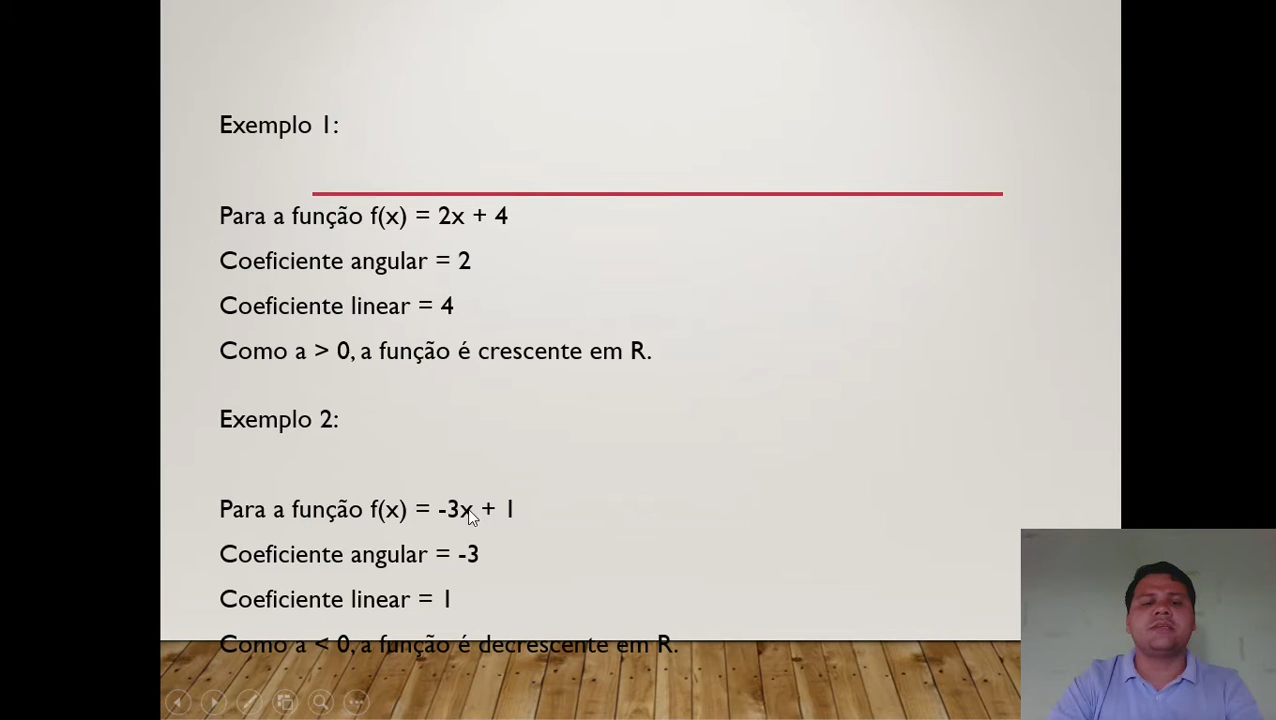 Exemplo 1:
Para a função f(x) = 2x + 4
Coeficiente angular = 2
Coeficiente linear = 4
Como a > 0, a função é crescente em R.
Exemplo 2:
Para a função f(x) = -3x + 1
Coeficiente angular = -3
Coeficiente linear = 1
Como a < 0, a função é decrescente em R.